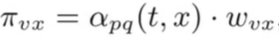 π_{vx} = α_{pq}(t, x) · w_{vx}